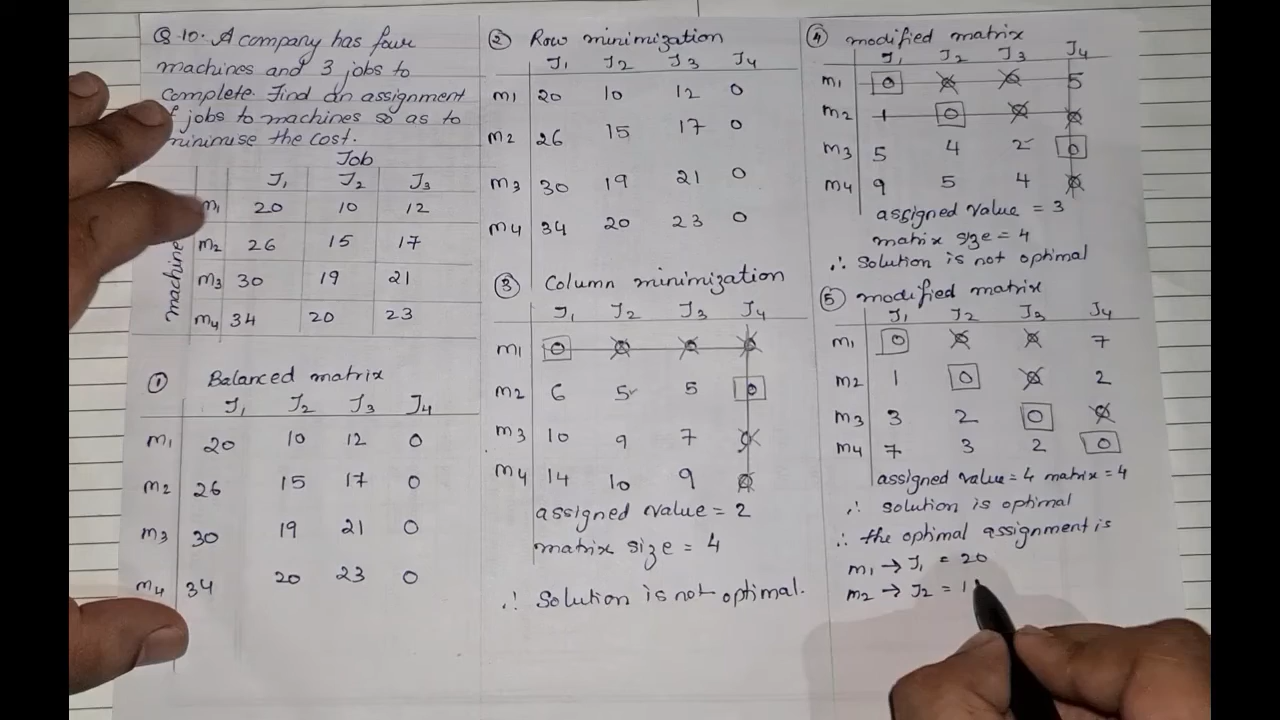 Q.10. A company has four
machines and 3 jobs to
complete. Find an assignment
f jobs to machines so as to
inimise the cost.
Job
J1 J2 J3
machine
m1 20 10 12
m2 26 15 17
m3 30 19 21
m4 34 20 23
① Balanced matrix
J1 J2 J3 J4
m1 20 10 12 0
m2 26 15 17 0
m3 30 19 21 0
m4 34 20 23 0
② Row minimization
J1 J2 J3 J4
m1 20 10 12 0
m2 26 15 17 0
m3 30 19 21 0
m4 34 20 23 0
③ Column minimization
J1 J2 J3 J4
m1 0 0 0 0
m2 6 5 5 0
m3 10 9 7 0
m4 14 10 9 0
assigned value = 2
matrix size = 4
∴ Solution is not optimal.
④ modified matrix
J1 J2 J3 J4
m1 0 0 0 5
m2 1 0 0 0
m3 5 4 2 0
m4 9 5 4 0
assigned value = 3
matrix size = 4
∴ Solution is not optimal
⑤ modified matrix
J1 J2 J3 J4
m1 0 0 0 7
m2 1 0 0 2
m3 3 2 0 0
m4 7 3 2 0
assigned value = 4 matrix = 4
∴ solution is optimal
∴ the optimal assignment is
m1 → J1 = 20
m2 → J2 = 1